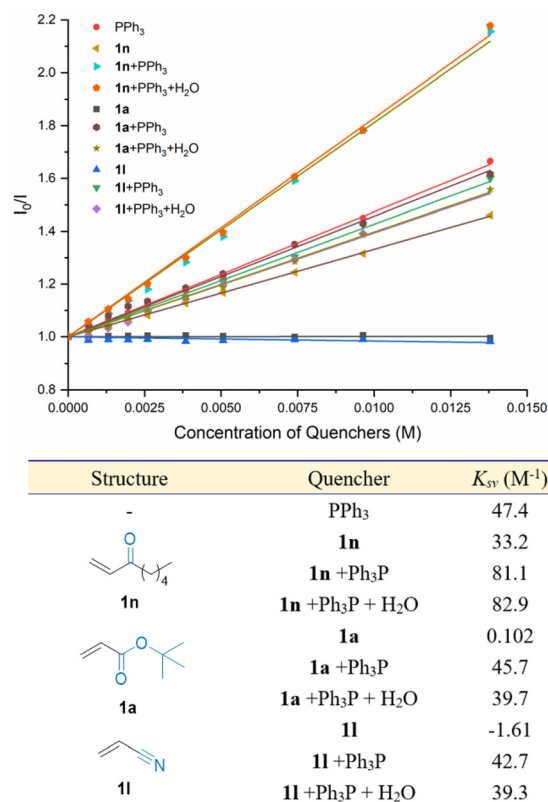 2.2
2.0
1.8
1.6
1.4
1.2
1.0
0.8
I₀/I
PPh₃
1n
1n+PPh₃
1n+PPh₃+H₂O
1a
1a+PPh₃
1a+PPh₃+H₂O
1l
1l+PPh₃
1l+PPh₃+H₂O
0.0000 0.0025 0.0050 0.0075 0.0100 0.0125 0.0150
Concentration of Quenchers (M)
Structure Quencher Ksv (M⁻¹)
- PPh₃ 47.4
1n 33.2
1n +Ph₃P 81.1
1n +Ph₃P + H₂O 82.9
O
4
1n
1a 0.102
1a +Ph₃P 45.7
1a +Ph₃P + H₂O 39.7
O
O
1a
1l -1.61
1l +Ph₃P 42.7
1l +Ph₃P + H₂O 39.3
N
1l